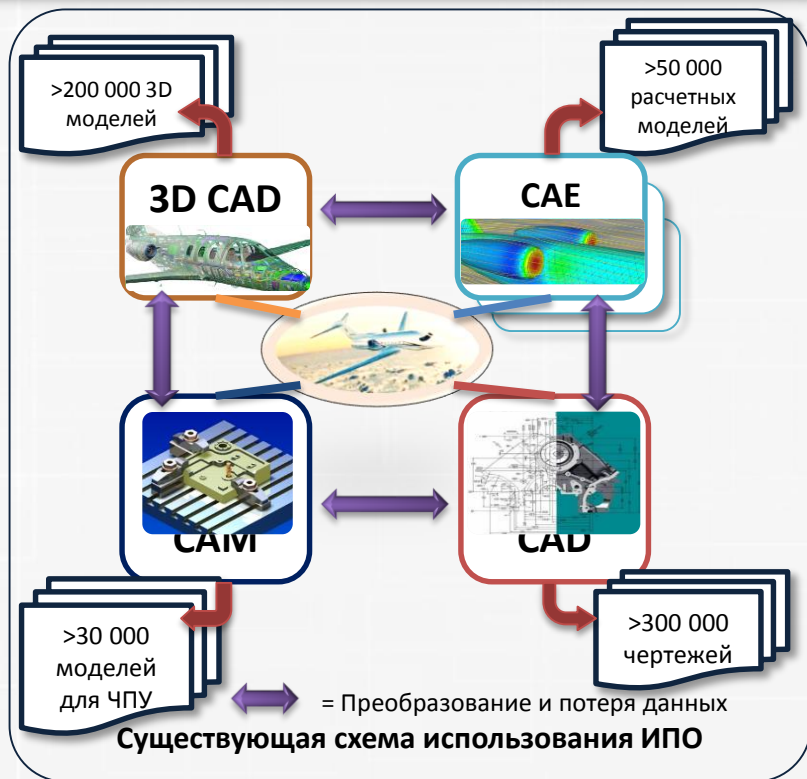 >200 000 3D
моделей
>50 000
расчетных
моделей
3D CAD
CAE
CAM
CAD
>30 000
моделей
для ЧПУ
>300 000
чертежей
= Преобразование и потеря данных
Существующая схема использования ИПО